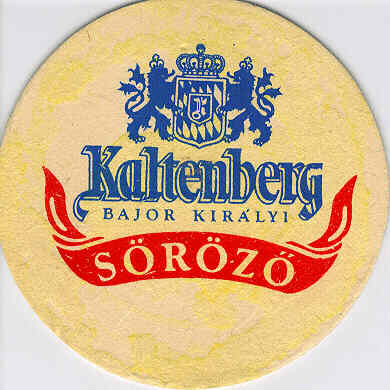 Kaltenberg
BAJOR KIRÁLYI
SÖRÖZŐ